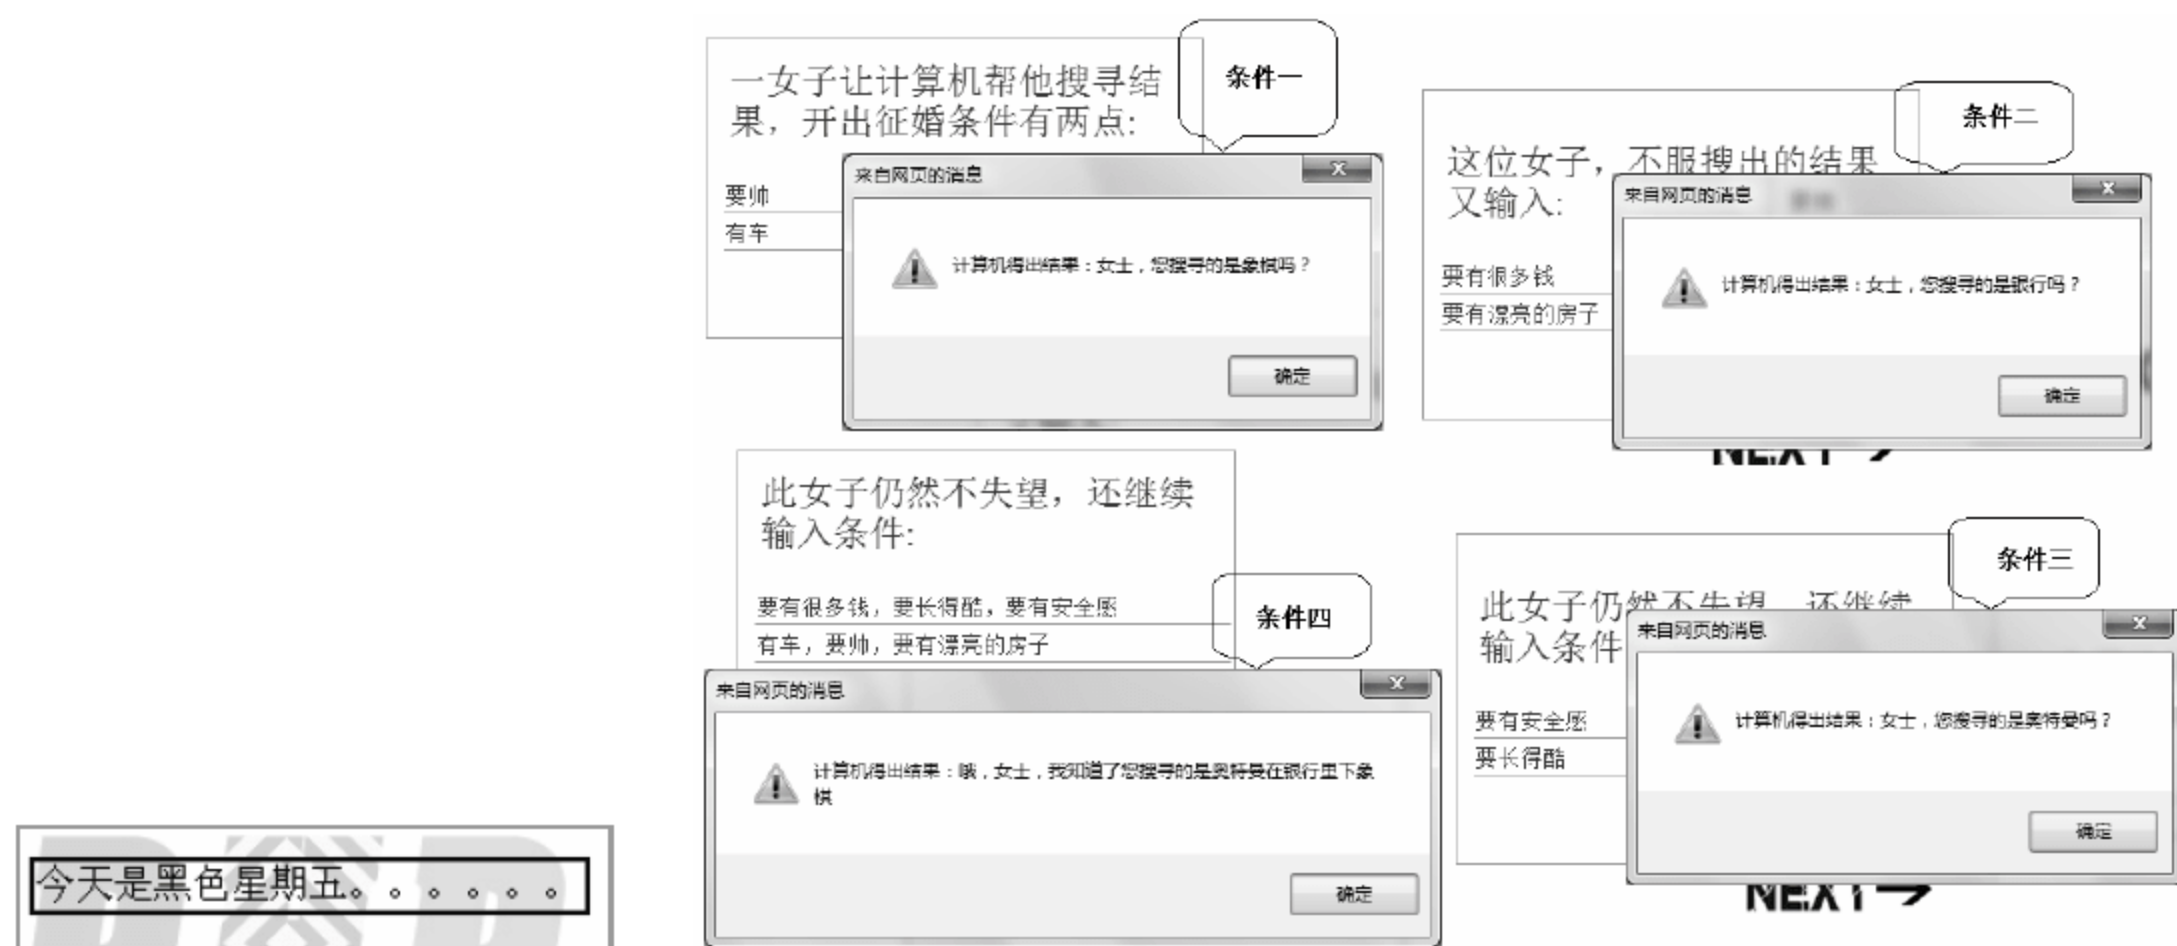 一女子让计算机帮他搜寻结
果，开出征婚条件有两点：
要帅
有车
条件一
来自网页的消息
计算机得出结果：女士，您搜寻的是象棋吗？
确定
这位女子，不服搜出的结果
又输入：
要有很多钱
要有漂亮的房子
条件二
来自网页的消息
计算机得出结果：女士，您搜寻的是银行吗？
确定
NEXT
此女子仍然不失望，还继续
输入条件
要有安全感
要长得酷
条件三
来自网页的消息
计算机得出结果：女士，您搜寻的是奥特曼吗？
确定
NEXT
此女子仍然不失望，还继续
输入条件：
要有很多钱，要长得酷，要有安全感
有车，要帅，要有漂亮的房子
条件四
来自网页的消息
计算机得出结果：哦，女士，我知道了您搜寻的是奥特曼在银行里下象
棋
确定
今天是黑色星期五。。。。。。